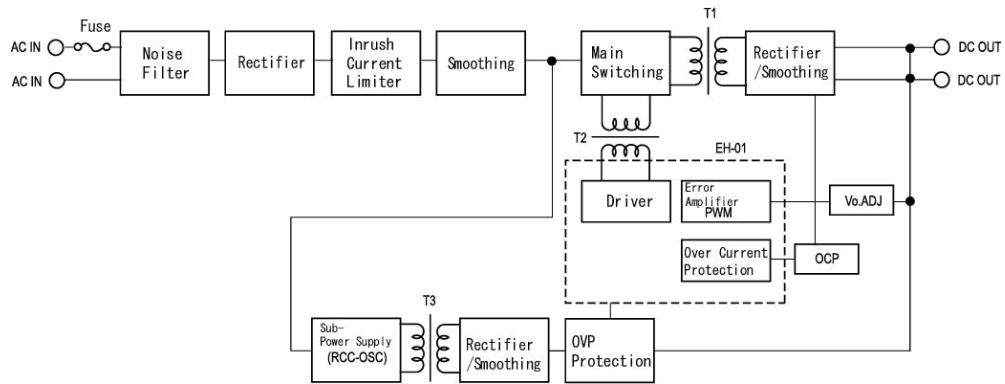 Fuse
AC IN
AC IN
Noise
Filter
Rectifier
Inrush
Current
Limiter
Smoothing
Main
Switching
T1
Rectifier
/Smoothing
DC OUT
DC OUT
T2
EH-01
Driver
Error
Amplifier
PWM
Vo.ADJ
Over Current
Protection
OCP
T3
Sub-
Power Supply
(RCC-OSC)
Rectifier
/Smoothing
OVP
Protection